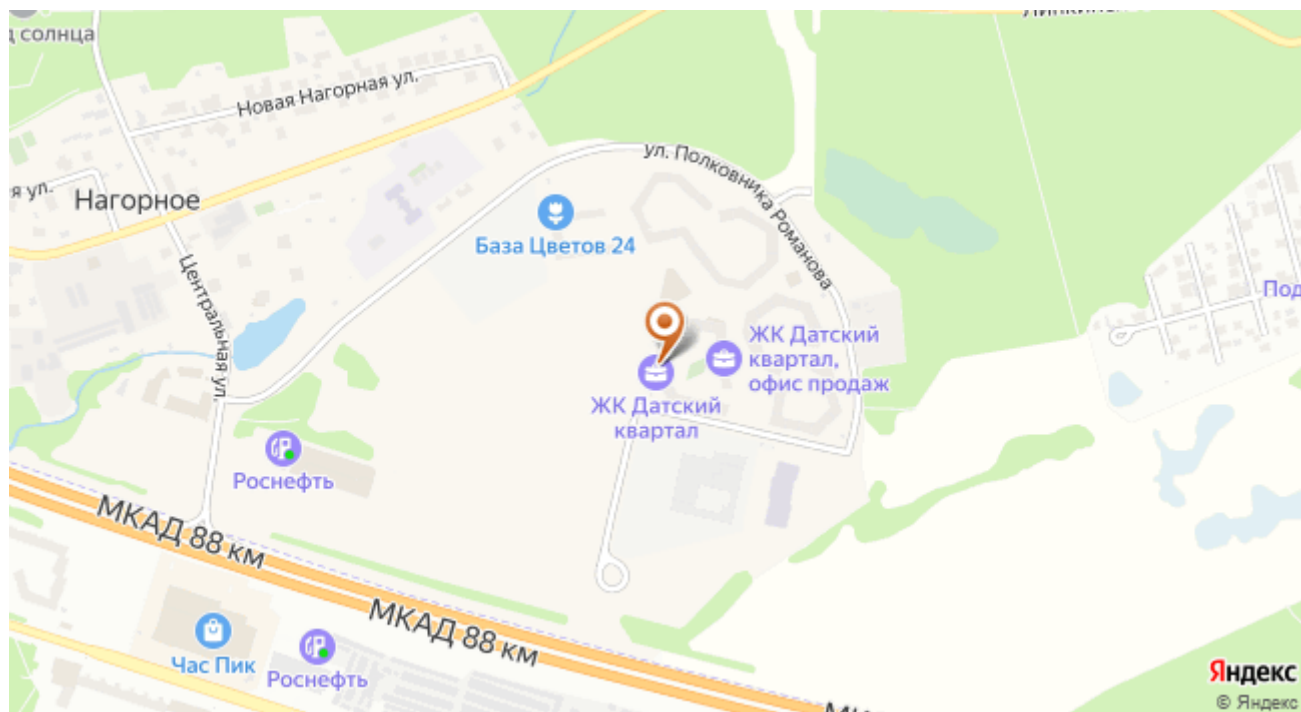 д солнца
Новая Нагорная ул.
я ул.
Нагорное
ул. Полковника Романова
База Цветов 24
Центральная ул.
Под
ЖК Датский
квартал,
офис продаж
ЖК Датский
квартал
Роснефть
МКАД 88 км
МКАД 88 км
Час Пик
Роснефть
Яндекс
© Яндекс